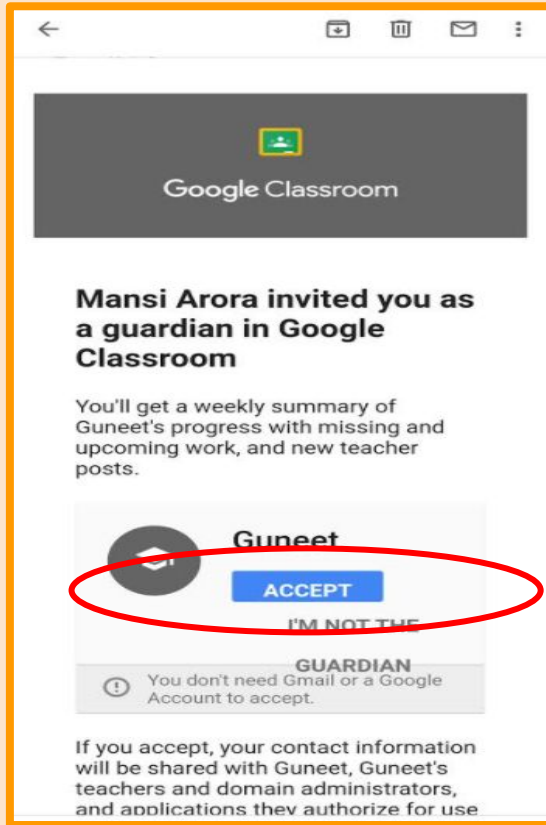 Google Classroom
Mansi Arora invited you as
a guardian in Google
Classroom
You'll get a weekly summary of
Guneet's progress with missing and
upcoming work, and new teacher
posts.
Guneet
ACCEPT
I'M NOT THE
GUARDIAN
You don't need Gmail or a Google
Account to accept.
If you accept, your contact information
will be shared with Guneet, Guneet's
teachers and domain administrators,
and applications they authorize for use